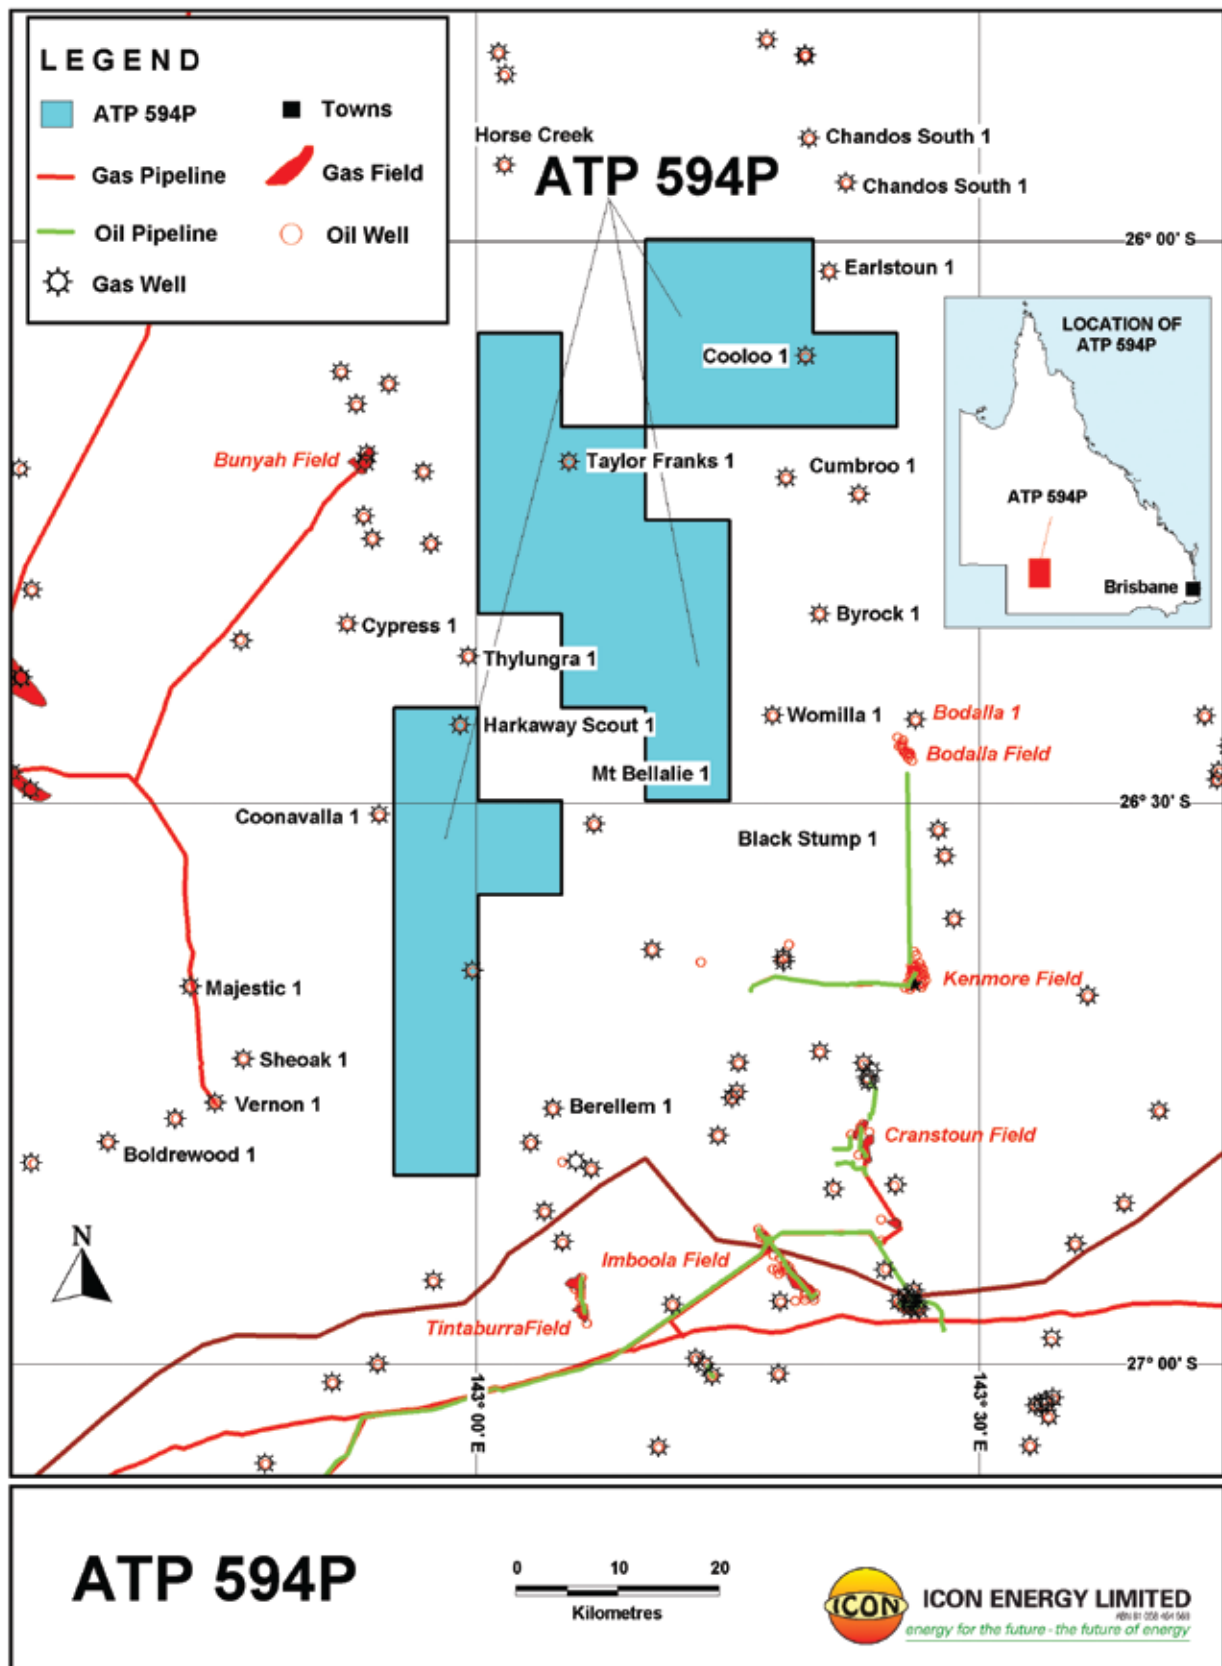 LEGEND
ATP 594P
Towns
Gas Pipeline
Gas Field
Oil Pipeline
Oil Well
Gas Well
Horse Creek
ATP 594P
Chandos South 1
Chandos South 1
26° 00' S
Earlstoun 1
LOCATION OF
ATP 594P
Cooloo 1
Bunyah Field
Taylor Franks 1
Cumbroo 1
ATP 594P
Brisbane
Cypress 1
Byrock 1
Thylungra 1
Harkaway Scout 1
Womilla 1
Bodalla 1
Bodalla Field
Mt Bellalie 1
26° 30' S
Coonavalla 1
Black Stump 1
Majestic 1
Kenmore Field
Sheoak 1
Vernon 1
Berellem 1
Boldrewood 1
Cranstoun Field
N
Imboola Field
TintaburraField
27° 00' S
143° 00' E
143° 30' E
ATP 594P
0 10 20
Kilometres
ICON
ICON ENERGY LIMITED
energy for the future - the future of energy